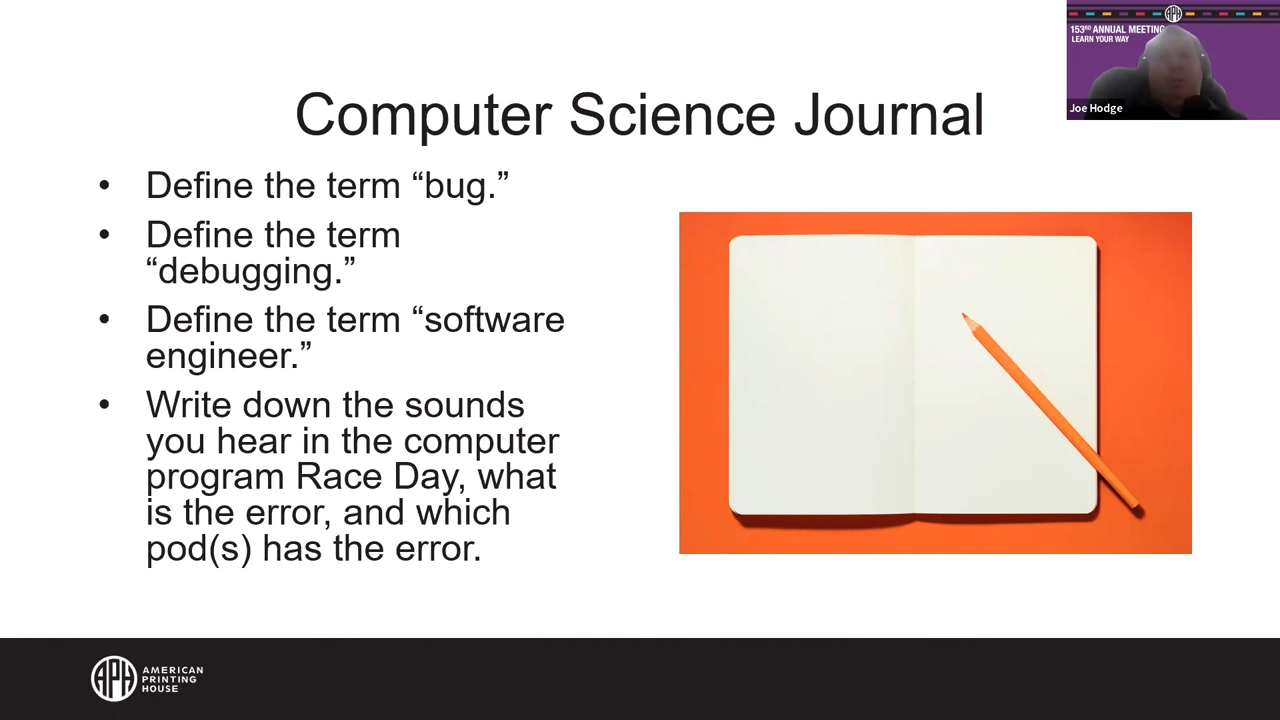 Computer Science Journal
• Define the term “bug.”
• Define the term
“debugging.”
• Define the term “software
engineer.”
• Write down the sounds
you hear in the computer
program Race Day, what
is the error, and which
pod(s) has the error.
APH
153RD ANNUAL MEETING
LEARN YOUR WAY
Joe Hodge
APH
AMERICAN
PRINTING
HOUSE